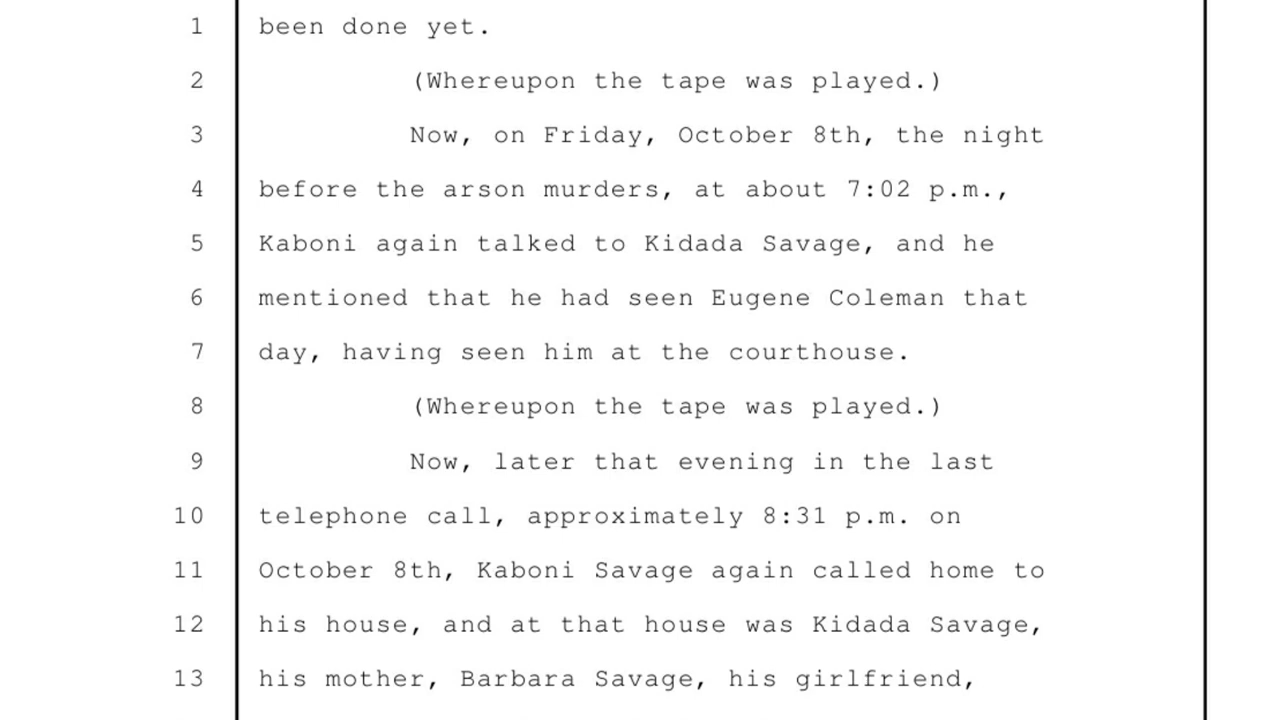 1 been done yet.
2 (Whereupon the tape was played.)
3 Now, on Friday, October 8th, the night
4 before the arson murders, at about 7:02 p.m.,
5 Kaboni again talked to Kidada Savage, and he
6 mentioned that he had seen Eugene Coleman that
7 day, having seen him at the courthouse.
8 (Whereupon the tape was played.)
9 Now, later that evening in the last
10 telephone call, approximately 8:31 p.m. on
11 October 8th, Kaboni Savage again called home to
12 his house, and at that house was Kidada Savage,
13 his mother, Barbara Savage, his girlfriend,